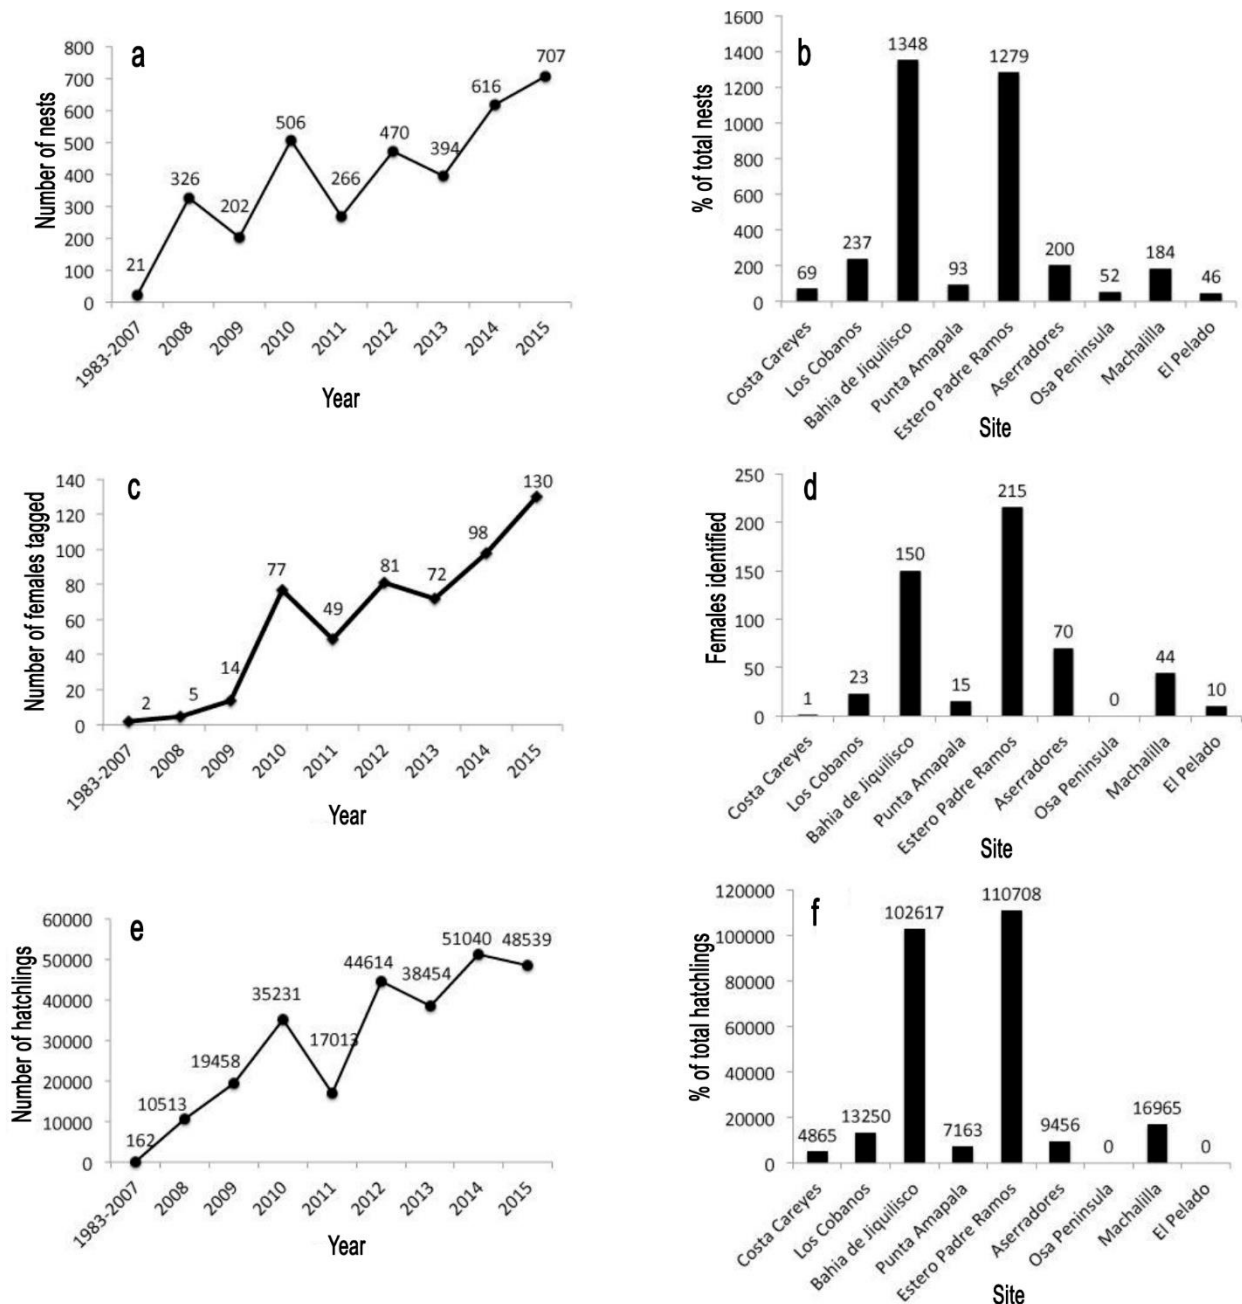 a
Number of nests
800
700
600
500
400
300
200
100
0
21
326
202
506
266
470
394
616
707
1983-2007
2008
2009
2010
2011
2012
2013
2014
2015
Year
b
% of total nests
1600
1400
1200
1000
800
600
400
200
0
69
237
1348
93
1279
200
52
184
46
Costa Careyes
Los Cobanos
Bahia de Jiquilisco
Punta Amapala
Estero Padre Ramos
Aserradores
Osa Peninsula
Machalilla
El Pelado
Site
c
Number of females tagged
140
120
100
80
60
40
20
0
2
5
14
77
49
81
72
98
130
1983-2007
2008
2009
2010
2011
2012
2013
2014
2015
Year
d
Females identified
250
200
150
100
50
0
1
23
150
15
215
70
0
44
10
Costa Careyes
Los Cobanos
Bahia de Jiquilisco
Punta Amapala
Estero Padre Ramos
Aserradores
Osa Peninsula
Machalilla
El Pelado
Site
e
Number of hatchlings
60000
50000
40000
30000
20000
10000
0
162
10513
19458
35231
17013
44614
38454
51040
48539
1983-2007
2008
2009
2010
2011
2012
2013
2014
2015
Year
f
% of total hatchlings
120000
100000
80000
60000
40000
20000
0
4865
13250
102617
7163
110708
9456
0
16965
0
Costa Careyes
Los Cobanos
Bahia de Jiquilisco
Punta Amapala
Estero Padre Ramos
Aserradores
Osa Peninsula
Machalilla
El Pelado
Site